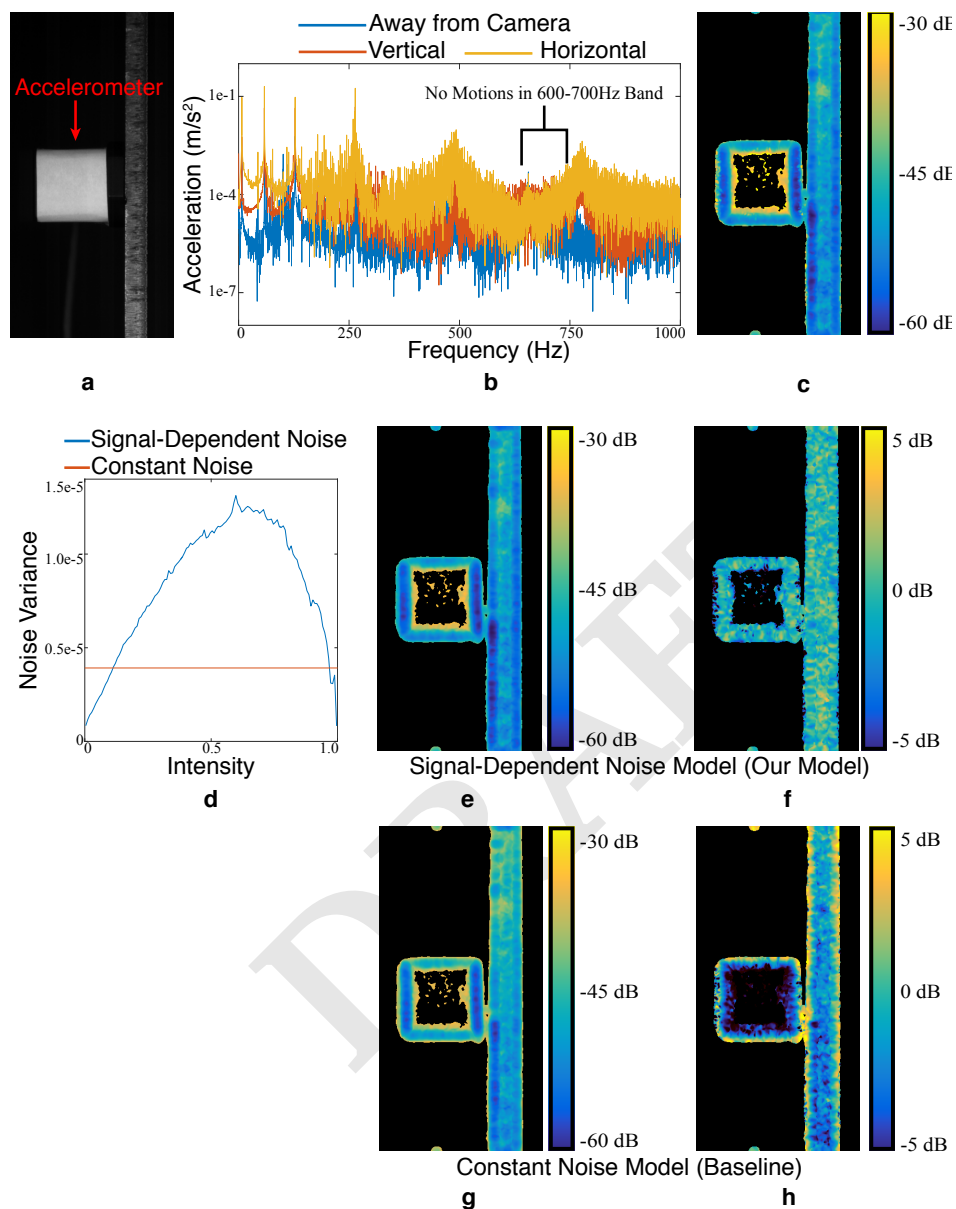 Away from Camera
Vertical Horizontal
Accelerometer
No Motions in 600-700Hz Band
Acceleration (m/s²)
1e-1
1e-4
1e-7
0 250 500 750 1000
Frequency (Hz)
-30 dB
-45 dB
-60 dB
a
b
c
Signal-Dependent Noise
Constant Noise
Noise Variance
1.5e-5
1.0e-5
0.5e-5
0 0.5 1.0
Intensity
d
-30 dB
-45 dB
-60 dB
5 dB
0 dB
-5 dB
Signal-Dependent Noise Model (Our Model)
e
f
-30 dB
-45 dB
-60 dB
5 dB
0 dB
-5 dB
Constant Noise Model (Baseline)
g
h
DRAFT